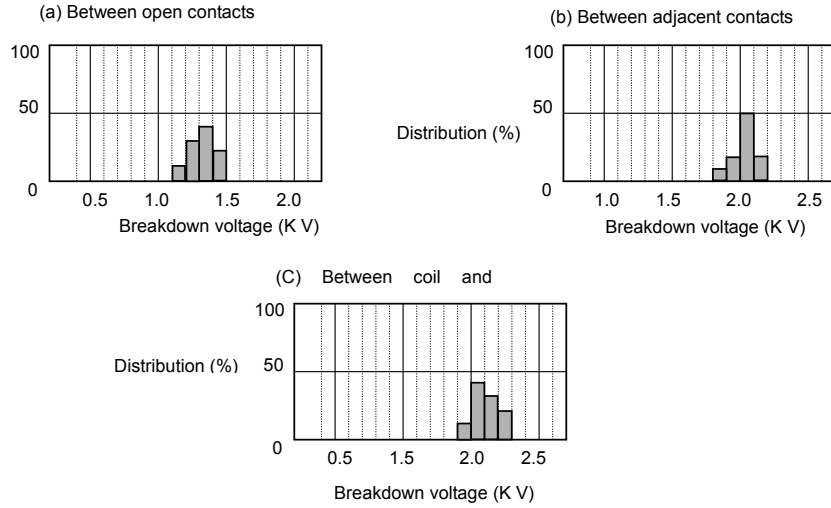 (a) Between open contacts
100
50
0
0.5 1.0 1.5 2.0
Breakdown voltage (K V)
(b) Between adjacent contacts
100
50
Distribution (%)
0
1.0 1.5 2.0 2.5
Breakdown voltage (K V)
(C) Between coil and
100
Distribution (%)
50
0
0.5 1.5 2.0 2.5
Breakdown voltage (K V)